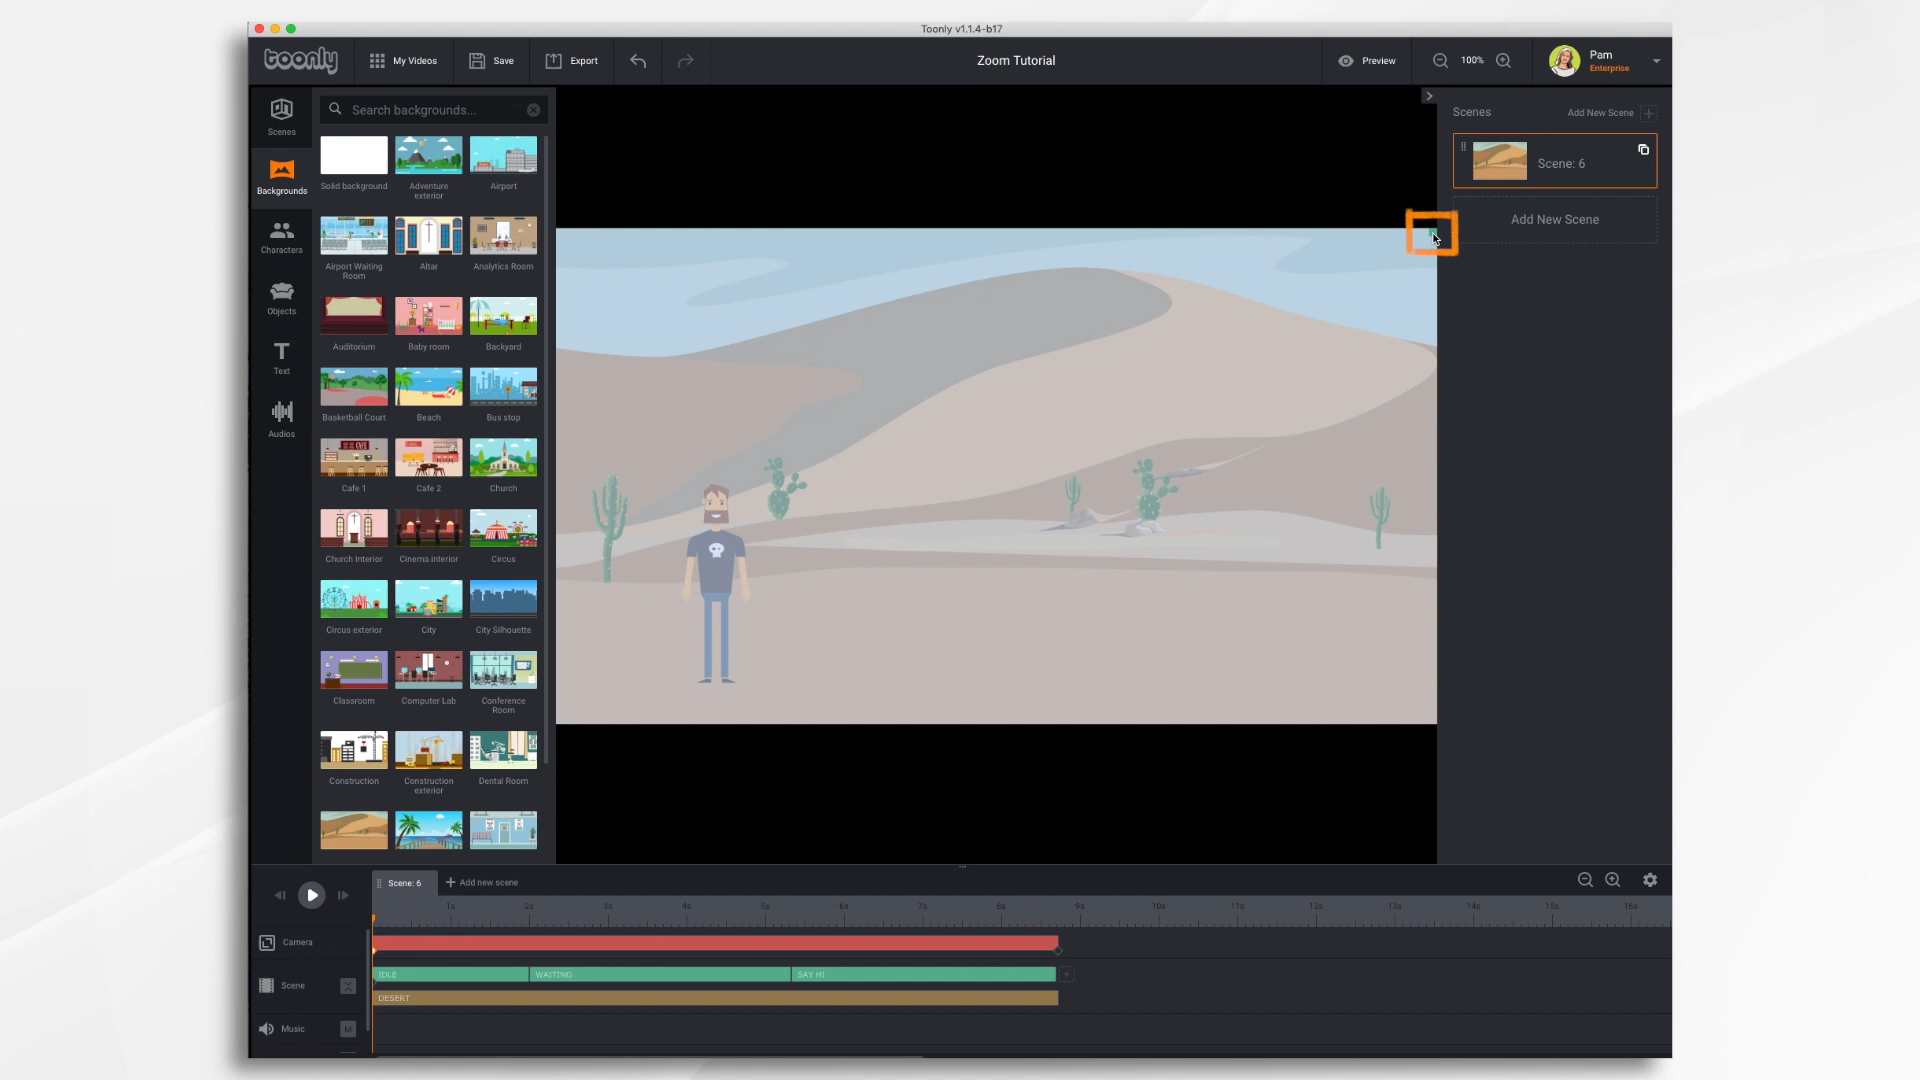 Toonly v1.1.4-b17
toonly
My Videos
Save
Export
Zoom Tutorial
Preview
100%
Pam
Enterprise
Scenes
Backgrounds
Characters
Objects
Text
Audios
Search backgrounds...
Solid background
Adventure
exterior
Airport
Airport Waiting
Room
Altar
Analytics Room
Auditorium
Baby room
Backyard
Basketball Court
Beach
Bus stop
Cafe 1
Cafe 2
Church
Church Interior
Cinema interior
Circus
Circus exterior
City
City Silhouette
Classroom
Computer Lab
Conference
Room
Construction
Construction
exterior
Dental Room
Scenes
Add New Scene
Scene: 6
Add New Scene
Scene: 6
Add new scene
1s 2s 3s 4s 5s 6s 7s 8s 9s 10s 11s 12s 13s 14s 15s 16s
Camera
Scene
IDLE
WAITING
SAY HI
DESERT
Music
M